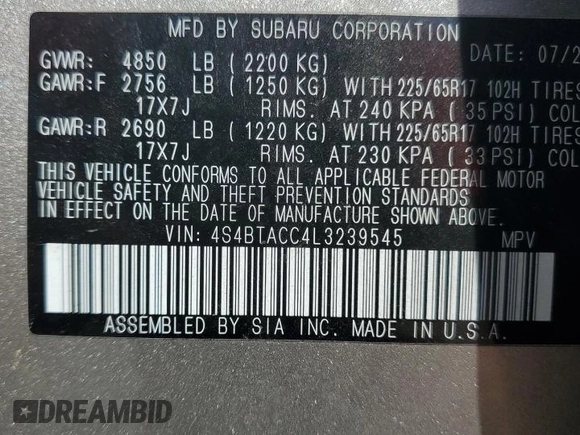 MFD BY SUBARU CORPORATION
DATE: 07/2
GVWR: 4850 LB (2200 KG)
GAWR:F 2756 LB (1250 KG) WITH 225/65R17 102H TIRES
17X7J RIMS. AT 240 KPA (35 PSI) COL
GAWR:R 2690 LB (1220 KG) WITH 225/65R17 102H TIRES
17X7J RIMS. AT 230 KPA (33 PSI) COL
THIS VEHICLE CONFORMS TO ALL APPLICABLE FEDERAL MOTOR
VEHICLE SAFETY AND THEFT PREVENTION STANDARDS
IN EFFECT ON THE DATE OF MANUFACTURE SHOWN ABOVE.
VIN: 4S4BTACC4L3239545 MPV
ASSEMBLED BY SIA INC. MADE IN U.S.A.
DREAMBID